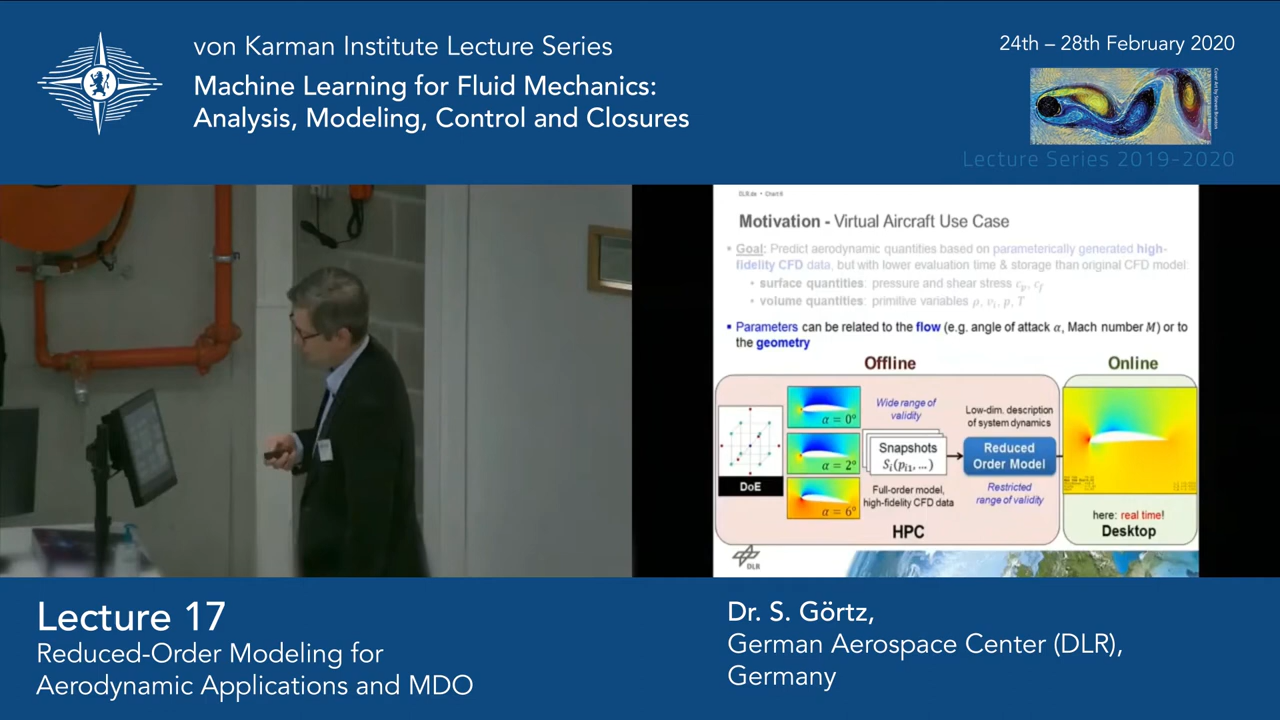 von Karman Institute Lecture Series
Machine Learning for Fluid Mechanics:
Analysis, Modeling, Control and Closures
24th – 28th February 2020
Lecture Series 2019-2020
Motivation - Virtual Aircraft Use Case
▪ Goal: Predict aerodynamic quantities based on parameterically generated high-
fidelity CFD data, but with lower evaluation time & storage than original CFD model:
• surface quantities: pressure and shear stress cₚ, c_f
• volume quantities: primitive variables ρ, vᵢ, p, T
▪ Parameters can be related to the flow (e.g. angle of attack α, Mach number M) or to
the geometry
Offline
Online
DoE
α = 0°
α = 2°
α = 6°
Wide range of
validity
Snapshots
Sᵢ(pᵢ₁, ...)
Full-order model,
high-fidelity CFD data
Low-dim. description
of system dynamics
Reduced
Order Model
Restricted
range of validity
HPC
here: real time!
Desktop
DLR
Lecture 17
Reduced-Order Modeling for
Aerodynamic Applications and MDO
Dr. S. Görtz,
German Aerospace Center (DLR),
Germany